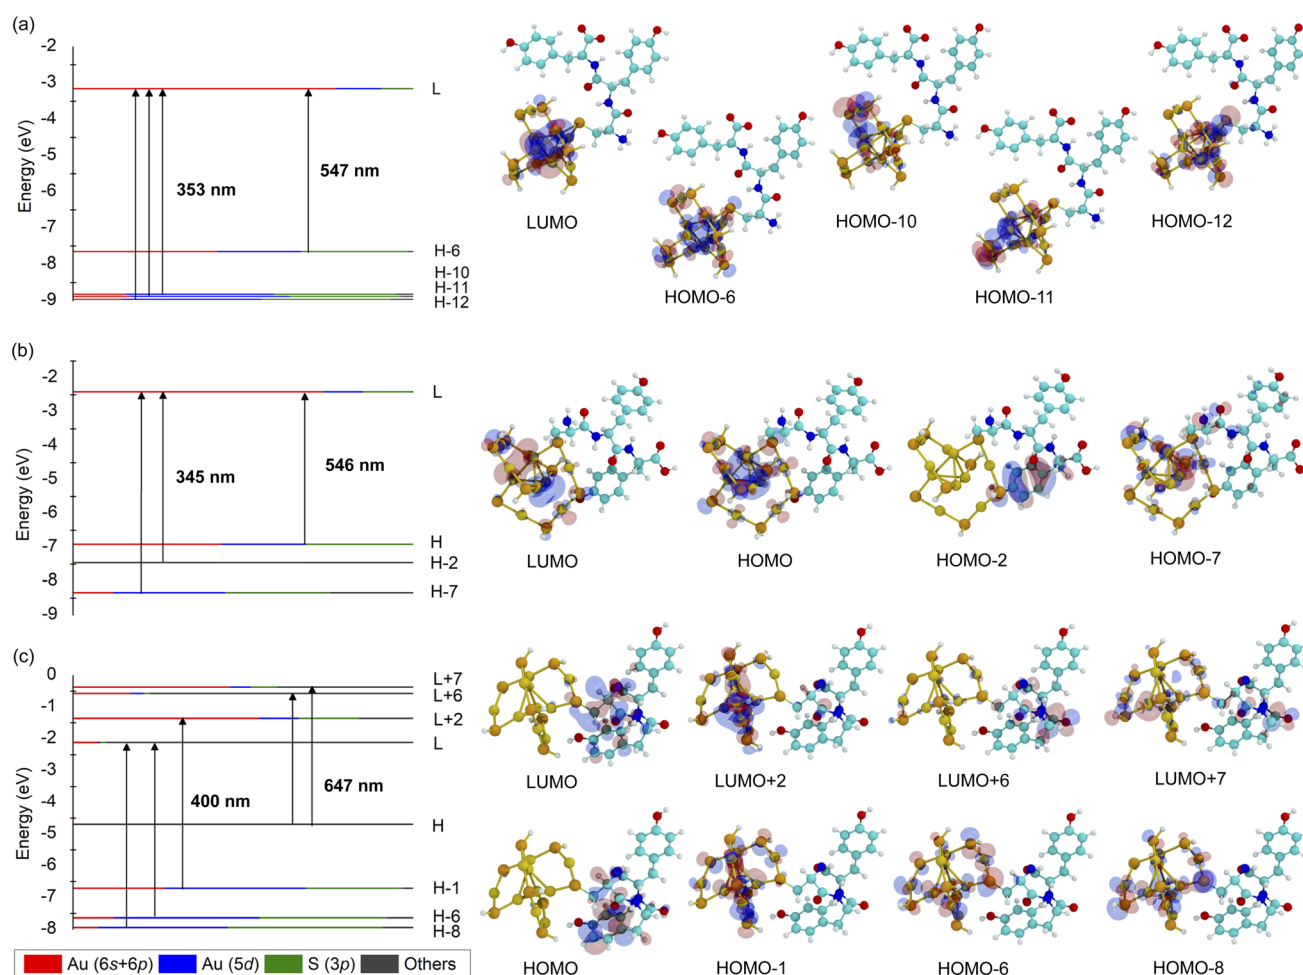 (a)
-2
-3
-4
-5
-6
-7
-8
-9
Energy (eV)
353 nm
547 nm
L
H-6
H-10
H-11
H-12
LUMO
HOMO-6
HOMO-10
HOMO-11
HOMO-12
(b)
-2
-3
-4
-5
-6
-7
-8
-9
Energy (eV)
345 nm
546 nm
L
H
H-2
H-7
LUMO
HOMO
HOMO-2
HOMO-7
(c)
0
-1
-2
-3
-4
-5
-6
-7
-8
Energy (eV)
400 nm
647 nm
L+7
L+6
L+2
L
H
H-1
H-6
H-8
LUMO
LUMO+2
LUMO+6
LUMO+7
HOMO
HOMO-1
HOMO-6
HOMO-8
Au (6s+6p)
Au (5d)
S (3p)
Others